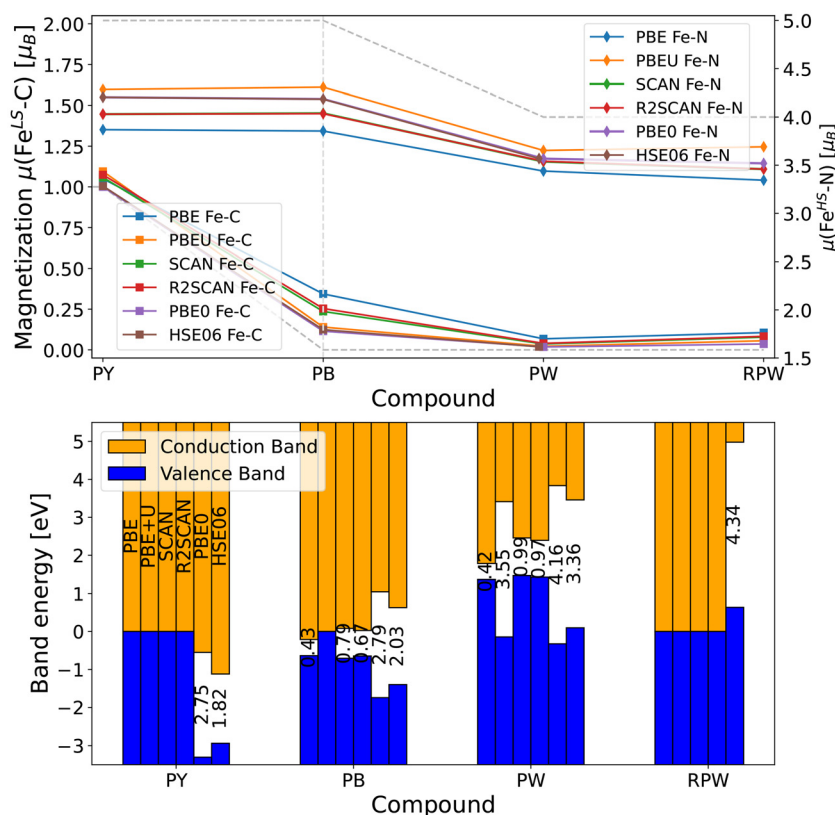 Magnetization μ(Fe^LS-C) [μ_B]
2.00
1.75
1.50
1.25
1.00
0.75
0.50
0.25
0.00
PBE Fe-N
PBEU Fe-N
SCAN Fe-N
R2SCAN Fe-N
PBE0 Fe-N
HSE06 Fe-N
PBE Fe-C
PBEU Fe-C
SCAN Fe-C
R2SCAN Fe-C
PBE0 Fe-C
HSE06 Fe-C
5.0
4.5
4.0
3.5
3.0
2.5
2.0
1.5
μ(Fe^HS-N) [μ_B]
PY PB PW RPW
Compound
Band energy [eV]
5
4
3
2
1
0
−1
−2
−3
Conduction Band
Valence Band
PBE
PBE+U
SCAN
R2SCAN
PBE0
HSE06
2.75
1.82
0.43
0.79
0.67
2.79
2.03
0.42
3.55
0.99
0.97
4.16
3.36
4.34
PY PB PW RPW
Compound